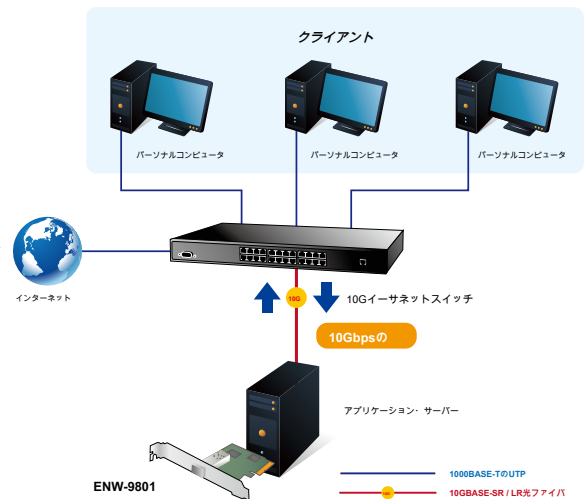 クライアント
パーソナルコンピュータ
パーソナルコンピュータ
パーソナルコンピュータ
インターネット
10G
10Gイーサネットスイッチ
10Gbpsの
アプリケーション・サーバー
ENW-9801
1000BASE-TのUTP
10GBASE-SR / LR光ファイバ